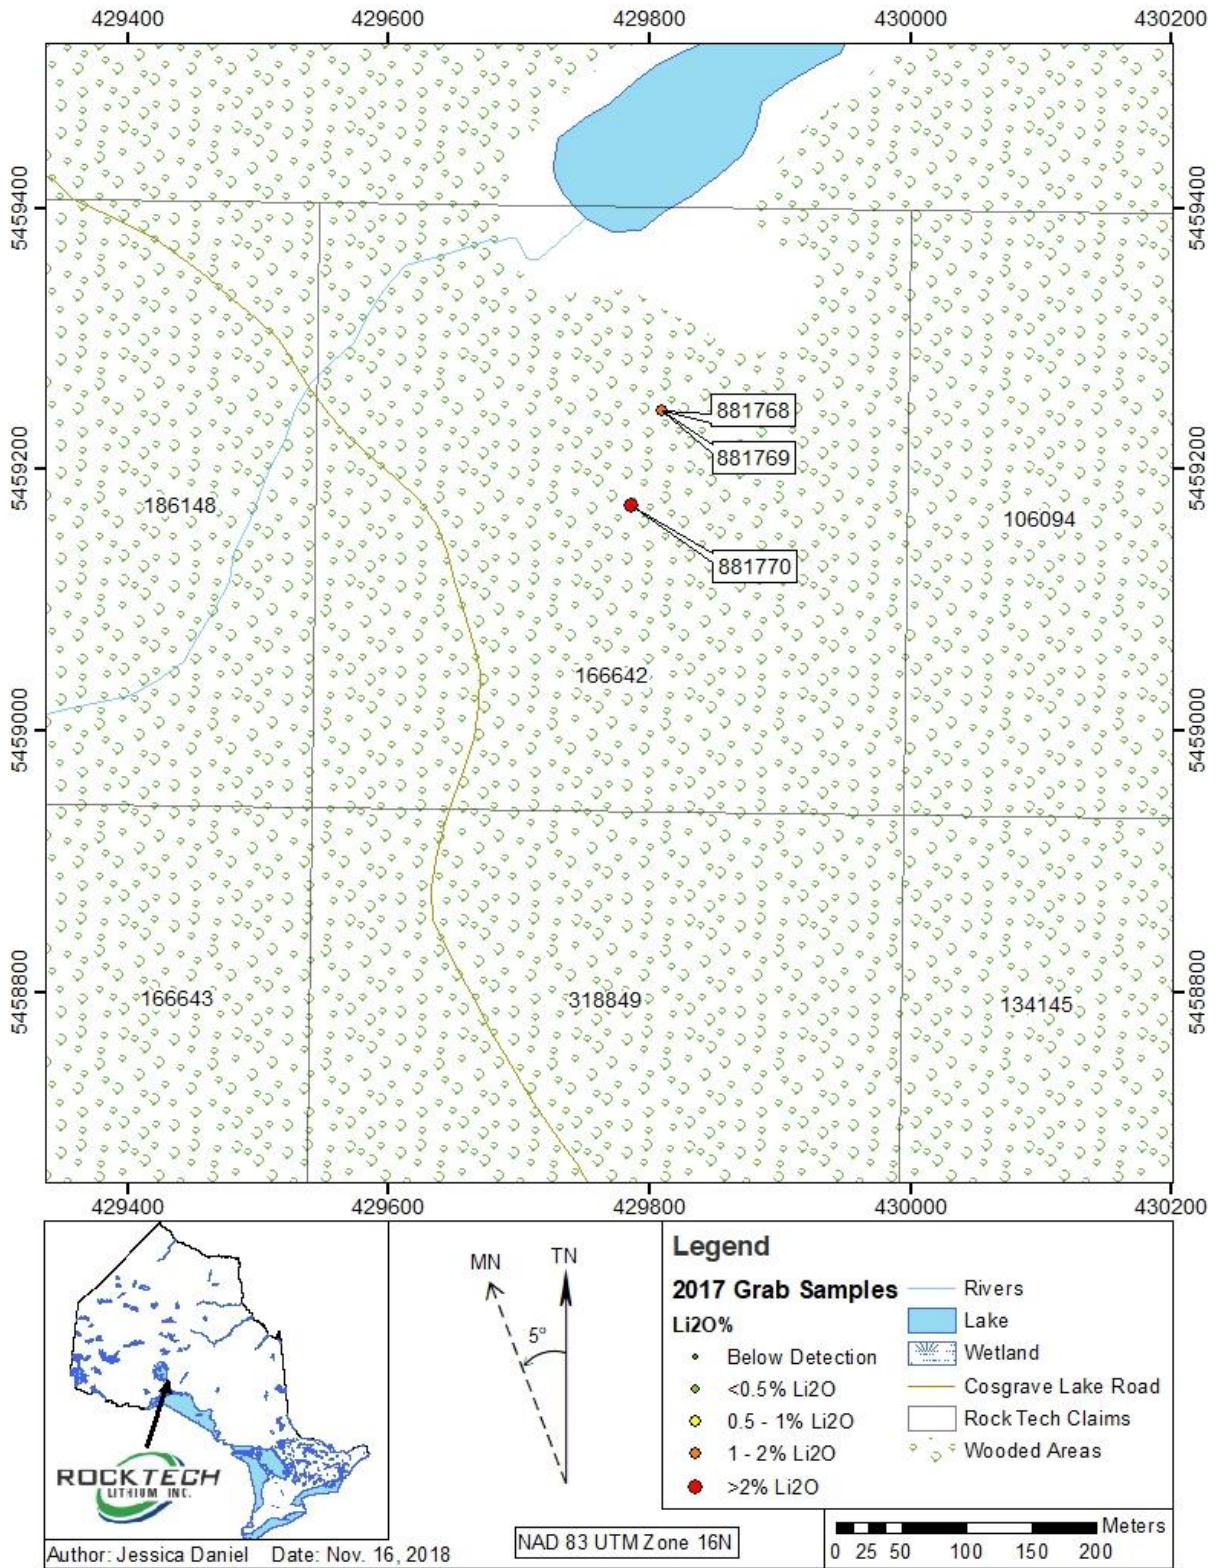 429400 429600 429800 430000 430200
5459400
5459400
881768
881769
5459200
5459200
186148
106094
881770
166642
5459000
5459000
166643
318849
134145
5458800
5458800
429400 429600 429800 430000 430200
MN
TN
5°
ROCKTECH
LITHIUM INC.
Author: Jessica Daniel Date: Nov. 16, 2018
NAD 83 UTM Zone 16N
Legend
2017 Grab Samples
Li2O%
Below Detection
<0.5% Li2O
0.5 - 1% Li2O
1 - 2% Li2O
>2% Li2O
Rivers
Lake
Wetland
Cosgrave Lake Road
Rock Tech Claims
Wooded Areas
Meters
0 25 50 100 150 200